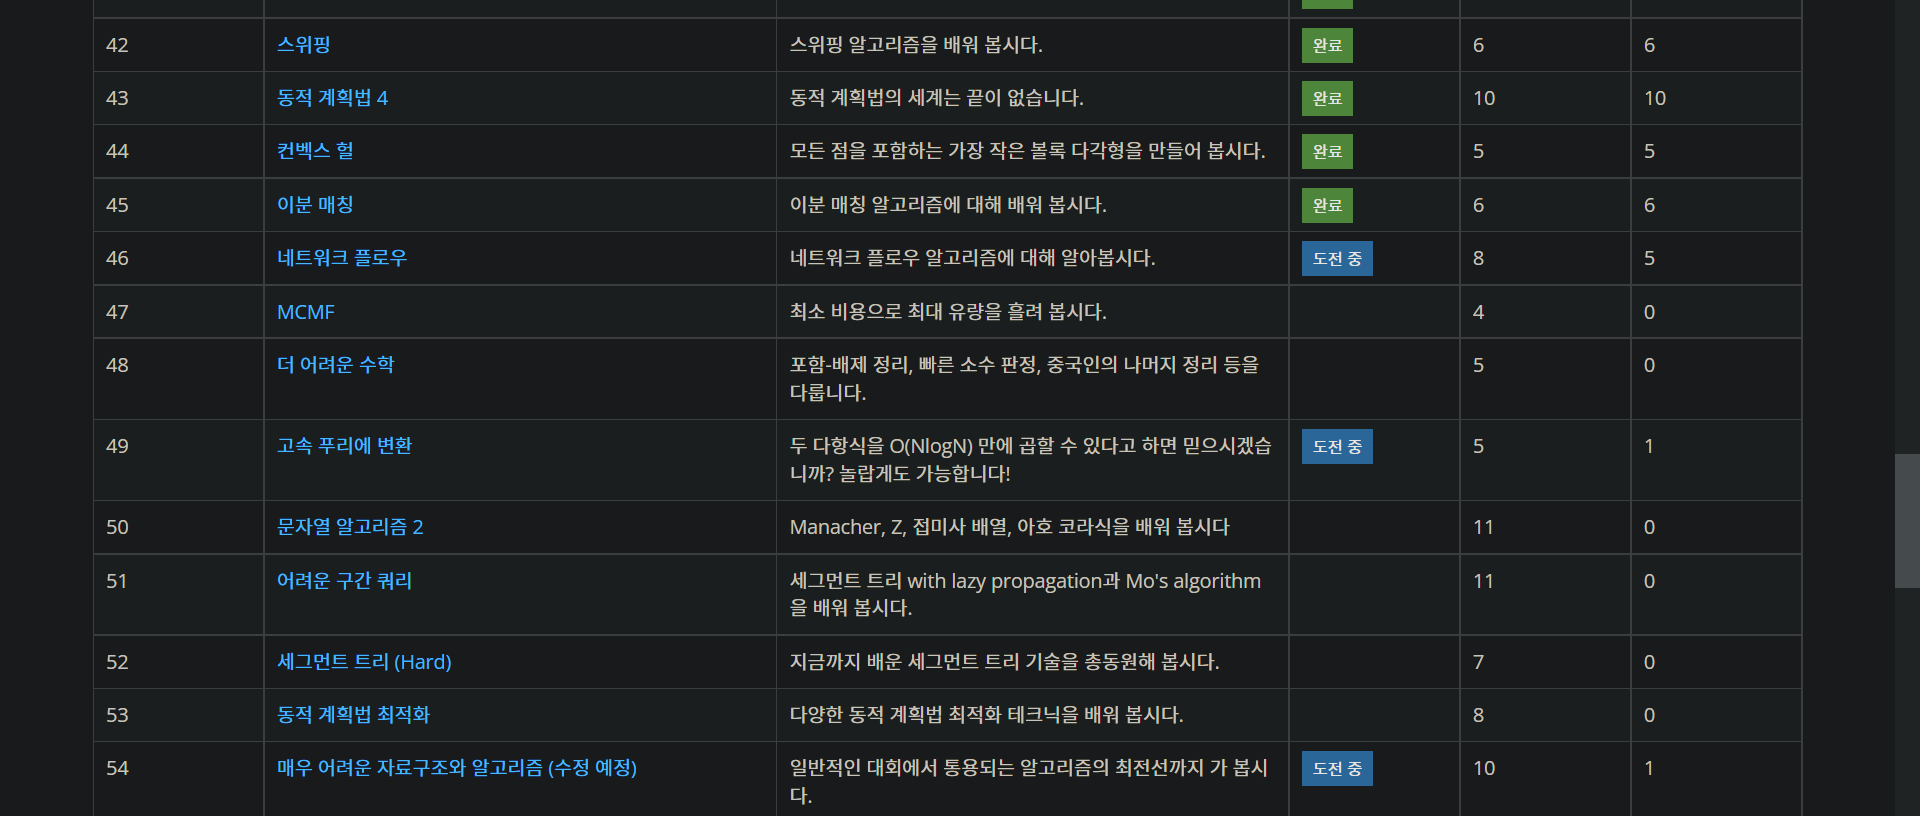 42 스위핑 스위핑 알고리즘을 배워 봅시다. 완료 6 6
43 동적 계획법 4 동적 계획법의 세계는 끝이 없습니다. 완료 10 10
44 컨벡스 헐 모든 점을 포함하는 가장 작은 볼록 다각형을 만들어 봅시다. 완료 5 5
45 이분 매칭 이분 매칭 알고리즘에 대해 배워 봅시다. 완료 6 6
46 네트워크 플로우 네트워크 플로우 알고리즘에 대해 알아봅시다. 도전 중 8 5
47 MCMF 최소 비용으로 최대 유량을 흘려 봅시다. 4 0
48 더 어려운 수학 포함-배제 정리, 빠른 소수 판정, 중국인의 나머지 정리 등을 5 0
다룹니다.
49 고속 푸리에 변환 두 다항식을 O(NlogN) 만에 곱할 수 있다고 하면 믿으시겠습 도전 중 5 1
니까? 놀랍게도 가능합니다!
50 문자열 알고리즘 2 Manacher, Z, 접미사 배열, 아호 코라식을 배워 봅시다 11 0
51 어려운 구간 쿼리 세그먼트 트리 with lazy propagation과 Mo's algorithm 11 0
을 배워 봅시다.
52 세그먼트 트리 (Hard) 지금까지 배운 세그먼트 트리 기술을 총동원해 봅시다. 7 0
53 동적 계획법 최적화 다양한 동적 계획법 최적화 테크닉을 배워 봅시다. 8 0
54 매우 어려운 자료구조와 알고리즘 (수정 예정) 일반적인 대회에서 통용되는 알고리즘의 최전선까지 가 봅시 도전 중 10 1
다.